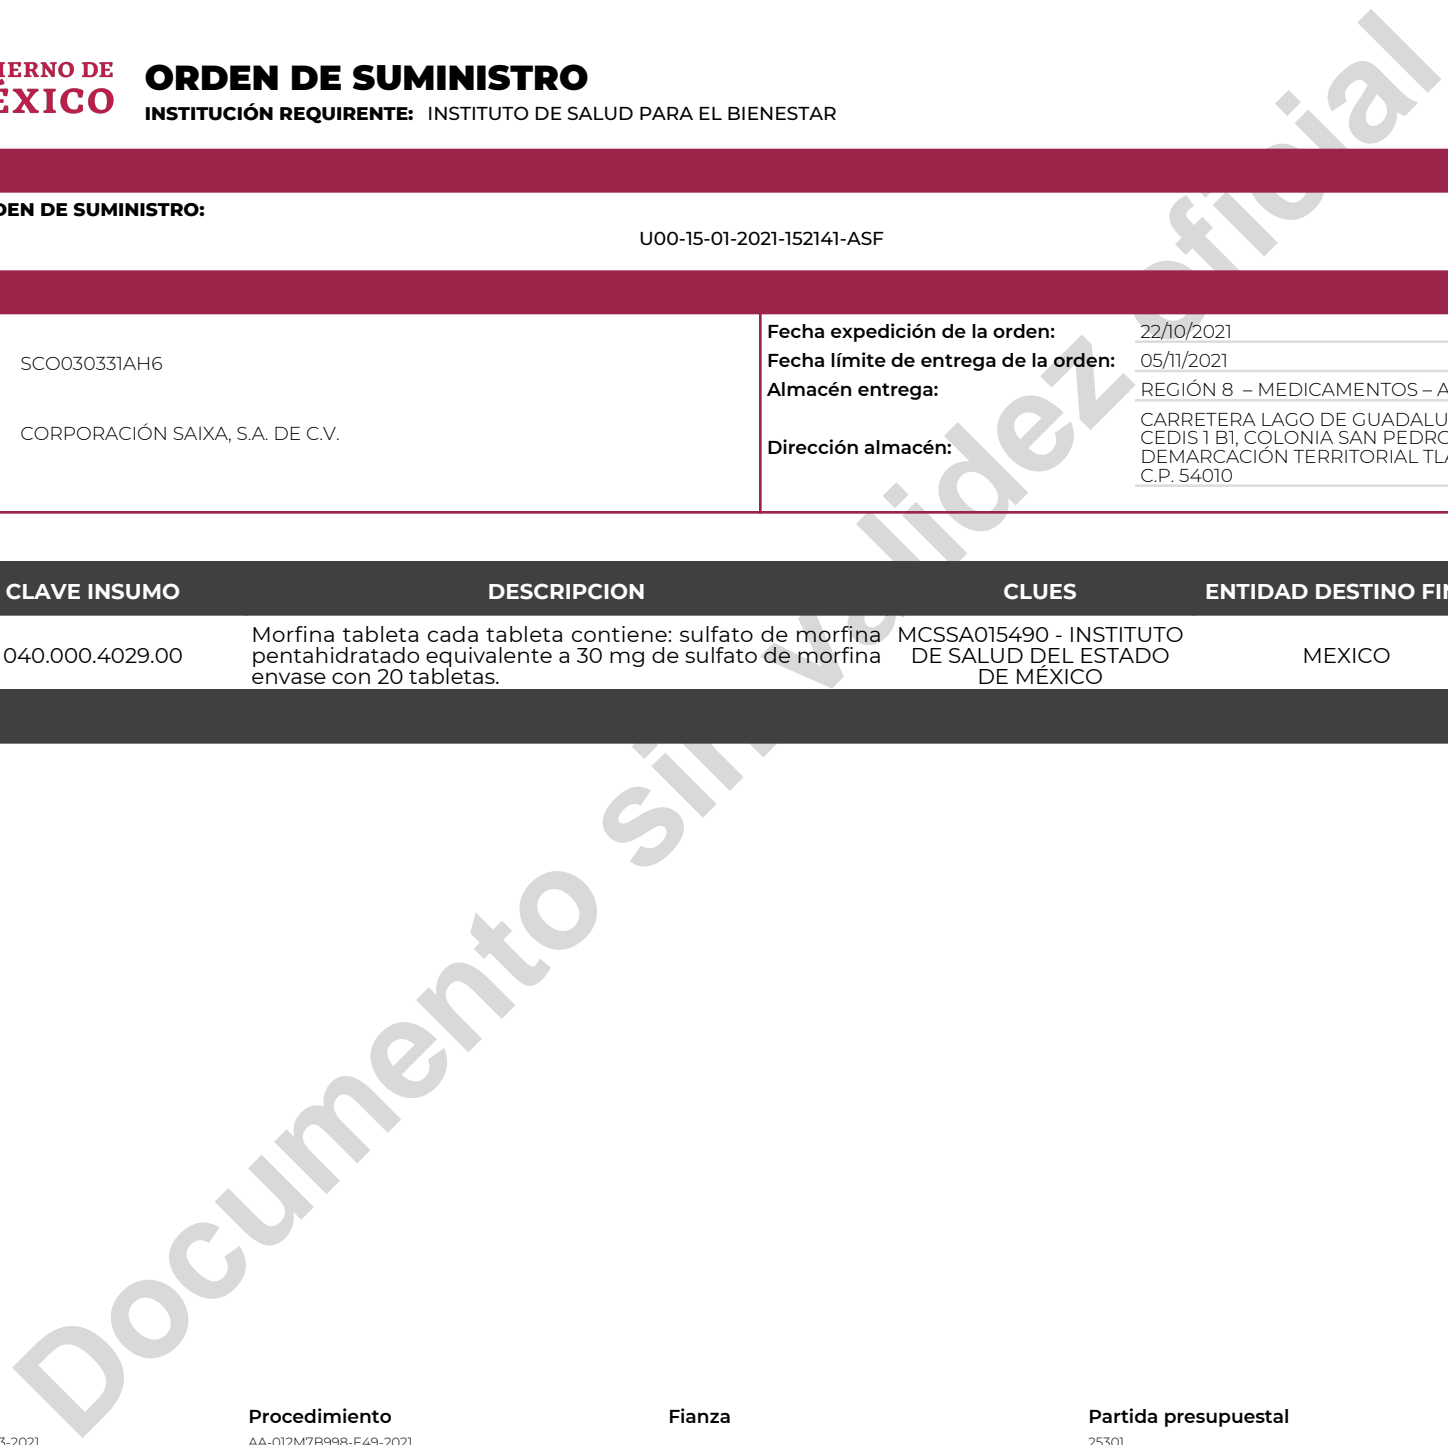 IERNO DE
ÉXICO
ORDEN DE SUMINISTRO
INSTITUCIÓN REQUIRENTE: INSTITUTO DE SALUD PARA EL BIENESTAR
DEN DE SUMINISTRO:
U00-15-01-2021-152141-ASF
SCO030331AH6
CORPORACIÓN SAIXA, S.A. DE C.V.
Fecha expedición de la orden: 22/10/2021
Fecha límite de entrega de la orden: 05/11/2021
Almacén entrega: REGIÓN 8 – MEDICAMENTOS – A
Dirección almacén:
CARRETERA LAGO DE GUADALU
CEDIS 1 B1, COLONIA SAN PEDRO
DEMARCACIÓN TERRITORIAL TLA
C.P. 54010
CLAVE INSUMO DESCRIPCION CLUES ENTIDAD DESTINO FIN
040.000.4029.00
Morfina tableta cada tableta contiene: sulfato de morfina
pentahidratado equivalente a 30 mg de sulfato de morfina
envase con 20 tabletas.
MCSSA015490 - INSTITUTO
DE SALUD DEL ESTADO
DE MÉXICO
MEXICO
Documento sin validez oficial
Procedimiento Fianza Partida presupuestal
3-2021 AA-012M7B998-E49-2021 25301